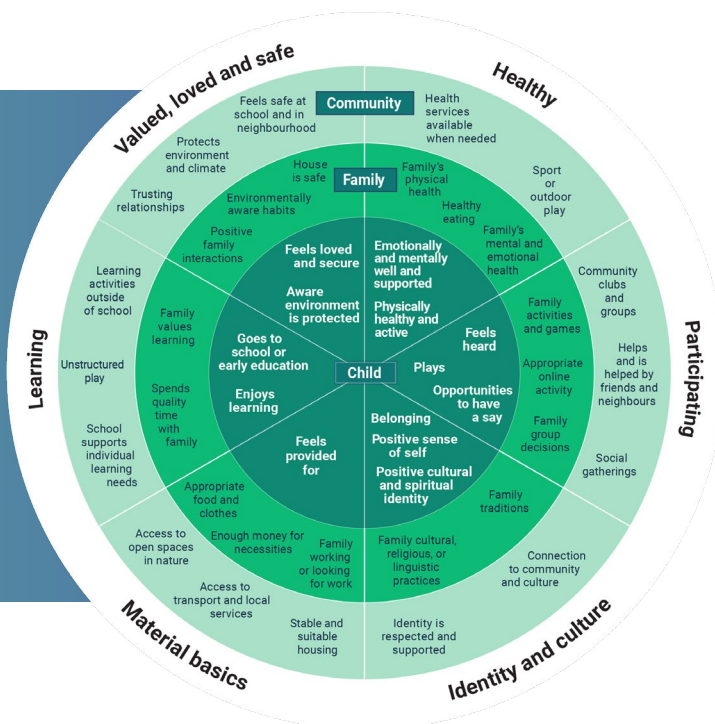 Valued, loved and safe
Healthy
Participating
Identity and culture
Material basics
Learning
Community
Feels safe at
school and in
neighbourhood
Protects
environment
and climate
Trusting
relationships
Health
services
available
when needed
Sport
or
outdoor
play
Community
clubs
and
groups
Helps
and is
helped by
friends and
neighbours
Social
gatherings
Connection
to community
and culture
Identity is
respected and
supported
Stable and
suitable
housing
Access to
transport and local
services
Access to
open spaces
in nature
School
supports
individual
learning
needs
Unstructured
play
Learning
activities
outside
of school
Family
House
is safe
Environmentally
aware habits
Positive
family
interactions
Family's
physical
health
Healthy
eating
Family's
mental and
emotional
health
Family
activities
and games
Appropriate
online
activity
Family
group
decisions
Family
traditions
Family cultural,
religious, or
linguistic
practices
Family
working
or looking
for work
Enough money for
necessities
Appropriate
food and
clothes
Spends
quality
time
with
family
Family
values
learning
Child
Feels loved
and secure
Aware
environment
is protected
Emotionally
and mentally
well and
supported
Physically
healthy and
active
Feels
heard
Plays
Opportunities
to have
a say
Belonging
Positive sense
of self
Positive cultural
and spiritual
identity
Feels
provided
for
Enjoys
learning
Goes to
school or
early education